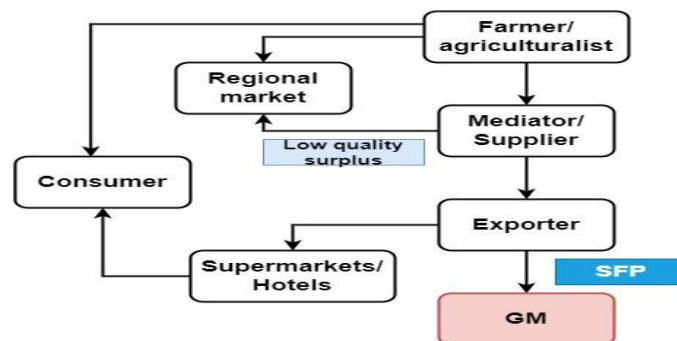 Farmer/
agriculturalist
Regional
market
Mediator/
Supplier
Low quality
surplus
Consumer
Exporter
Supermarkets/
Hotels
SFP
GM